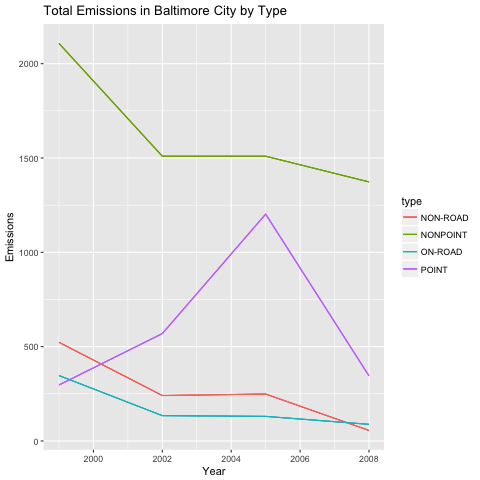 Total Emissions in Baltimore City by Type
2000
1500
1000
500
0
Emissions
2000 2002 2004 2006 2008
Year
type
NON-ROAD
NONPOINT
ON-ROAD
POINT